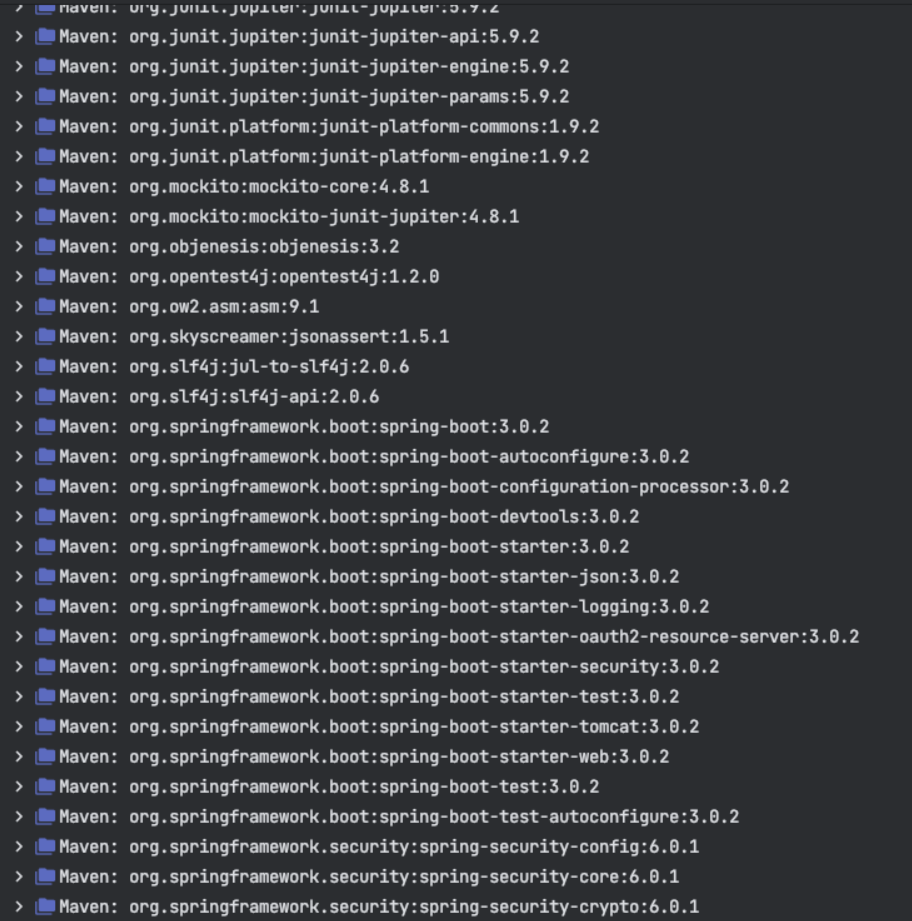 Maven: org.junit.jupiter:junit-jupiter:5.9.2
Maven: org.junit.jupiter:junit-jupiter-api:5.9.2
Maven: org.junit.jupiter:junit-jupiter-engine:5.9.2
Maven: org.junit.jupiter:junit-jupiter-params:5.9.2
Maven: org.junit.platform:junit-platform-commons:1.9.2
Maven: org.junit.platform:junit-platform-engine:1.9.2
Maven: org.mockito:mockito-core:4.8.1
Maven: org.mockito:mockito-junit-jupiter:4.8.1
Maven: org.objenesis:objenesis:3.2
Maven: org.opentest4j:opentest4j:1.2.0
Maven: org.ow2.asm:asm:9.1
Maven: org.skyscreamer:jsonassert:1.5.1
Maven: org.slf4j:jul-to-slf4j:2.0.6
Maven: org.slf4j:slf4j-api:2.0.6
Maven: org.springframework.boot:spring-boot:3.0.2
Maven: org.springframework.boot:spring-boot-autoconfigure:3.0.2
Maven: org.springframework.boot:spring-boot-configuration-processor:3.0.2
Maven: org.springframework.boot:spring-boot-devtools:3.0.2
Maven: org.springframework.boot:spring-boot-starter:3.0.2
Maven: org.springframework.boot:spring-boot-starter-json:3.0.2
Maven: org.springframework.boot:spring-boot-starter-logging:3.0.2
Maven: org.springframework.boot:spring-boot-starter-oauth2-resource-server:3.0.2
Maven: org.springframework.boot:spring-boot-starter-security:3.0.2
Maven: org.springframework.boot:spring-boot-starter-test:3.0.2
Maven: org.springframework.boot:spring-boot-starter-tomcat:3.0.2
Maven: org.springframework.boot:spring-boot-starter-web:3.0.2
Maven: org.springframework.boot:spring-boot-test:3.0.2
Maven: org.springframework.boot:spring-boot-test-autoconfigure:3.0.2
Maven: org.springframework.security:spring-security-config:6.0.1
Maven: org.springframework.security:spring-security-core:6.0.1
Maven: org.springframework.security:spring-security-crypto:6.0.1